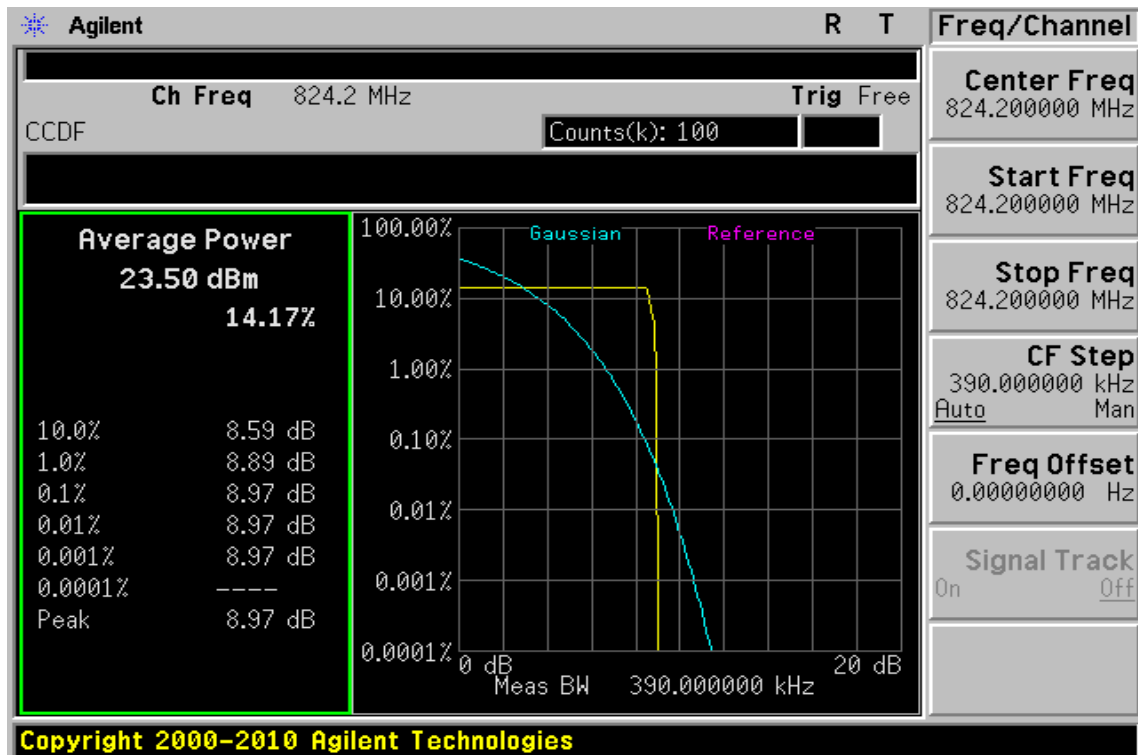 Agilent R T
Ch Freq 824.2 MHz Trig Free
CCDF Counts(k): 100
Average Power
23.50 dBm
14.17%
10.0% 8.59 dB
1.0% 8.89 dB
0.1% 8.97 dB
0.01% 8.97 dB
0.001% 8.97 dB
0.0001% ----
Peak 8.97 dB
Gaussian Reference
100.00%
10.00%
1.00%
0.10%
0.01%
0.001%
0.0001%
0 dB 20 dB
Meas BW 390.000000 kHz
Freq/Channel
Center Freq
824.200000 MHz
Start Freq
824.200000 MHz
Stop Freq
824.200000 MHz
CF Step
390.000000 kHz
Auto Man
Freq Offset
0.00000000 Hz
Signal Track
On Off
Copyright 2000-2010 Agilent Technologies